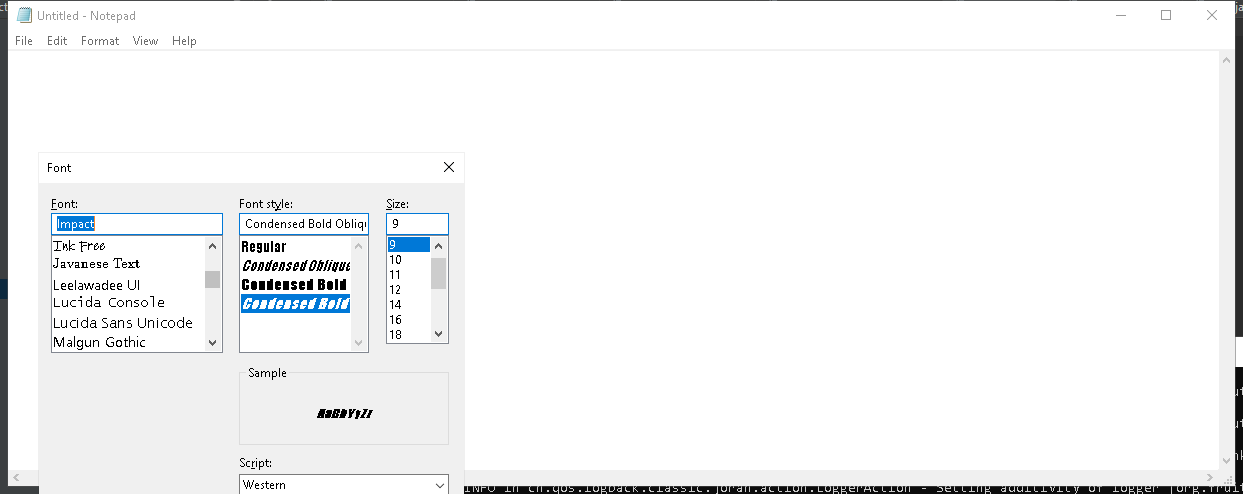 Untitled - Notepad
File Edit Format View Help
Font
Font: Font style: Size:
Impact Condensed Bold Obliqu 9
Ink Free
Javanese Text
Leelawadee UI
Lucida Console
Lucida Sans Unicode
Malgun Gothic
Regular
Condensed Oblique
Condensed Bold
Condensed Bold
9
10
11
12
14
16
18
Sample
AaBbYyZz
Script:
Western
INFO in ch.qos.logback.classic.joran.action.LoggerAction - Setting additivity of logger